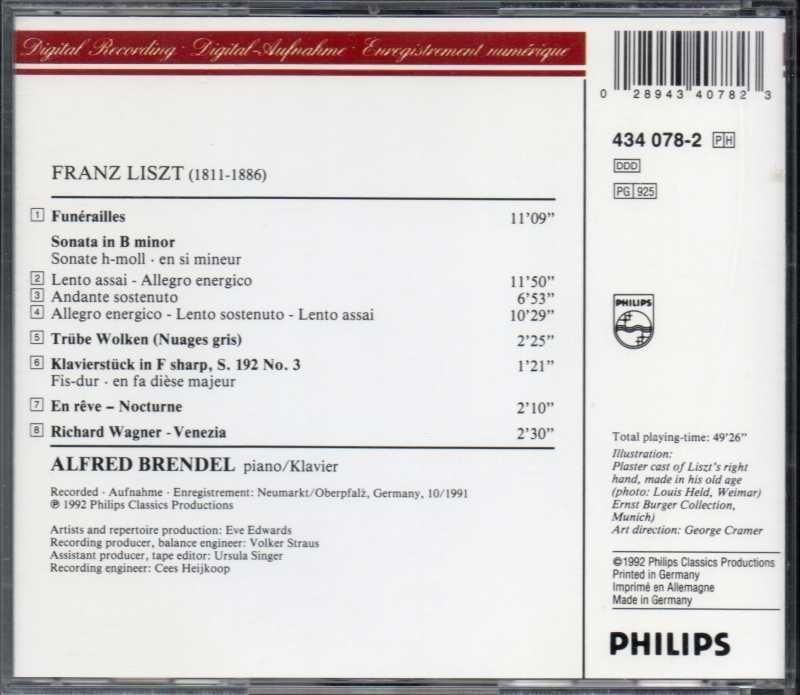 Digital Recording · Digital-Aufnahme · Enregistrement numérique
0 28943 40782 3
434 078-2 PH
DDD
PG 925
FRANZ LISZT (1811-1886)
1 Funérailles 11'09"
Sonata in B minor
Sonate h-moll · en si mineur
2 Lento assai - Allegro energico 11'50"
3 Andante sostenuto 6'53"
4 Allegro energico - Lento sostenuto - Lento assai 10'29"
5 Trübe Wolken (Nuages gris) 2'25"
6 Klavierstück in F sharp, S. 192 No. 3 1'21"
Fis-dur · en fa dièse majeur
7 En rêve – Nocturne 2'10"
8 Richard Wagner - Venezia 2'30"
ALFRED BRENDEL piano/Klavier
Recorded · Aufnahme · Enregistrement: Neumarkt/Oberpfalz, Germany, 10/1991
℗ 1992 Philips Classics Productions
Artists and repertoire production: Eve Edwards
Recording producer, balance engineer: Volker Straus
Assistant producer, tape editor: Ursula Singer
Recording engineer: Cees Heijkoop
PHILIPS
Total playing-time: 49'26"
Illustration:
Plaster cast of Liszt's right
hand, made in his old age
(photo: Louis Held, Weimar)
Ernst Burger Collection,
Munich)
Art direction: George Cramer
©1992 Philips Classics Productions
Printed in Germany
Imprimé en Allemagne
Made in Germany
PHILIPS